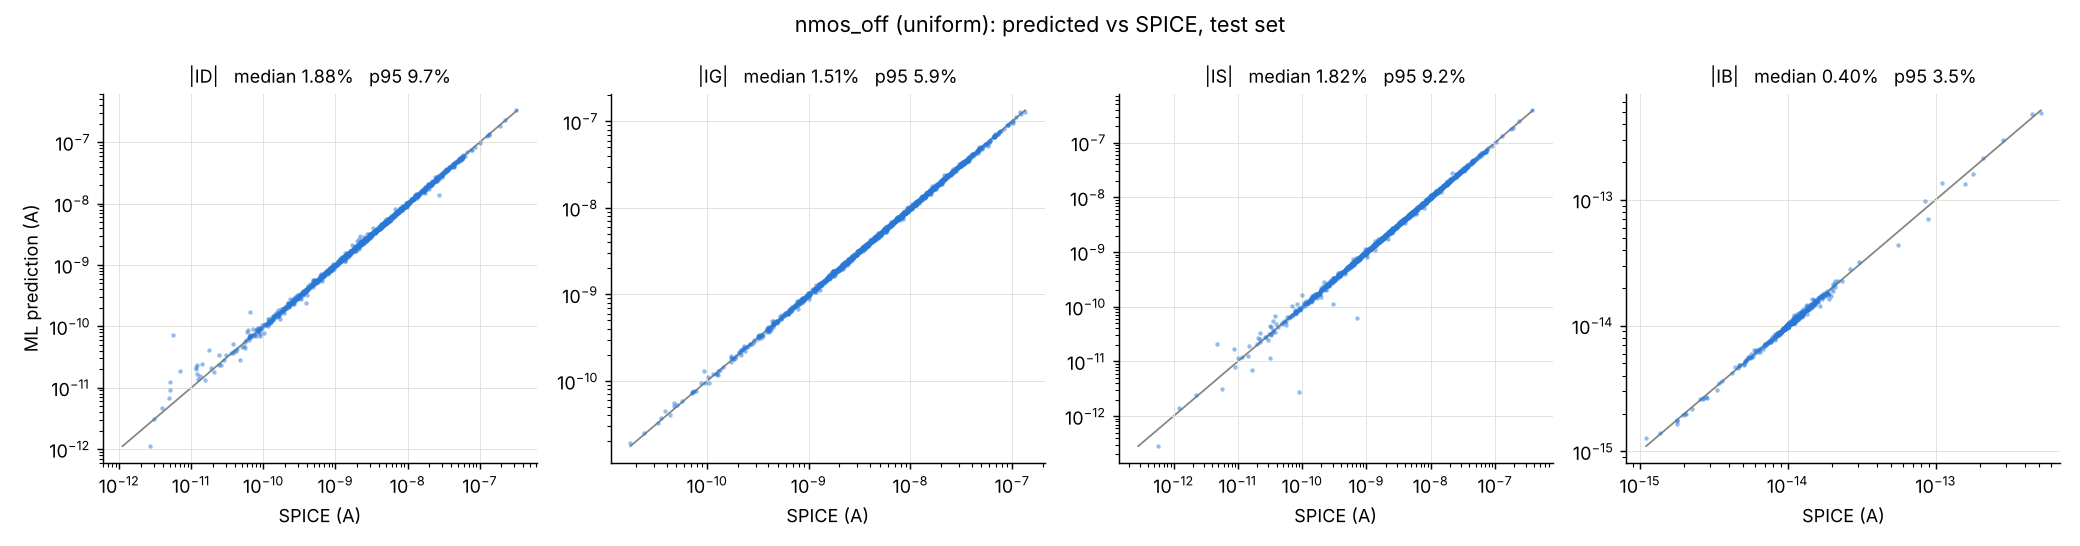 nmos_off (uniform): predicted vs SPICE, test set
|ID| median 1.88% p95 9.7%
|IG| median 1.51% p95 5.9%
|IS| median 1.82% p95 9.2%
|IB| median 0.40% p95 3.5%
ML prediction (A)
10⁻⁷
10⁻⁸
10⁻⁹
10⁻¹⁰
10⁻¹¹
10⁻¹²
10⁻¹² 10⁻¹¹ 10⁻¹⁰ 10⁻⁹ 10⁻⁸ 10⁻⁷
SPICE (A)
10⁻⁷
10⁻⁸
10⁻⁹
10⁻¹⁰
10⁻¹⁰ 10⁻⁹ 10⁻⁸ 10⁻⁷
SPICE (A)
10⁻⁷
10⁻⁸
10⁻⁹
10⁻¹⁰
10⁻¹¹
10⁻¹²
10⁻¹² 10⁻¹¹ 10⁻¹⁰ 10⁻⁹ 10⁻⁸ 10⁻⁷
SPICE (A)
10⁻¹³
10⁻¹⁴
10⁻¹⁵
10⁻¹⁵ 10⁻¹⁴ 10⁻¹³
SPICE (A)